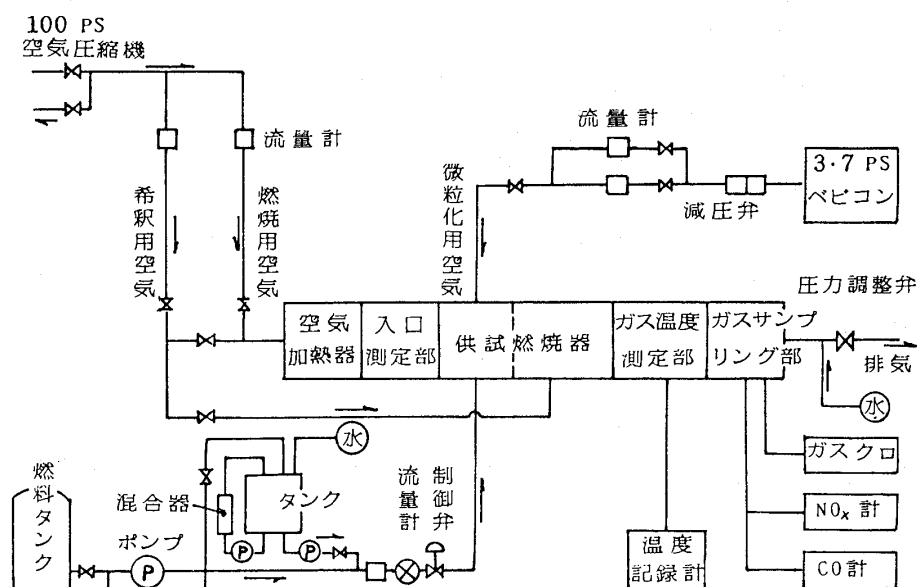 100 PS
空気圧縮機
流量計
希釈用空気
燃焼用空気
微粒化用空気
流量計
減圧弁
3・7 PS
ベビコン
圧力調整弁
空気
加熱器
入口
測定部
供試燃焼器
ガス温度
測定部
ガスサンプ
リング部
排気
水
水
燃料タンク
混合器
タンク
ポンプ
P
P
P
流量計
制御弁
温度
記録計
ガスクロ
NOx計
CO計